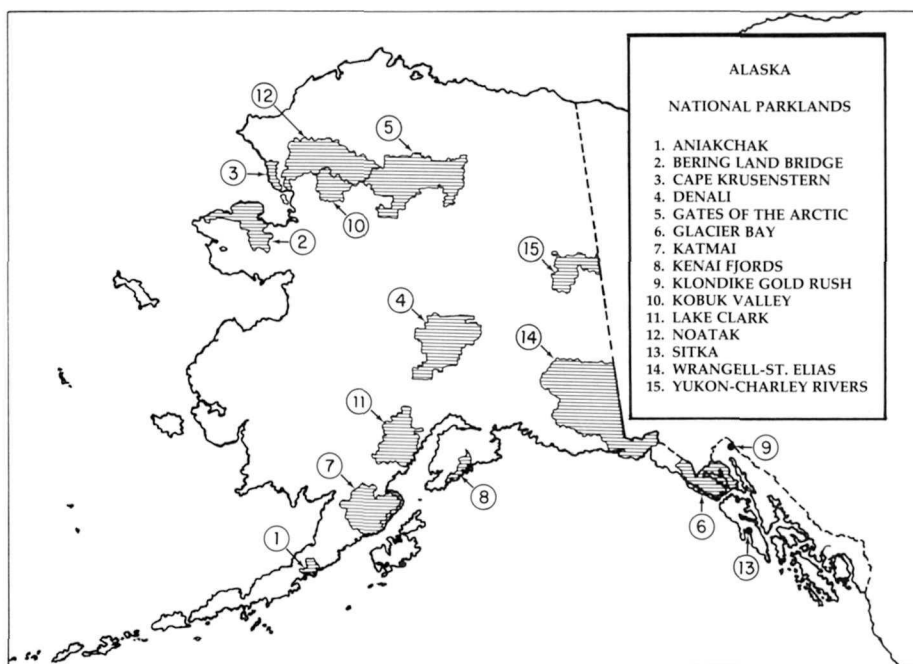 ALASKA
NATIONAL PARKLANDS
1. ANIAKCHAK
2. BERING LAND BRIDGE
3. CAPE KRUSENSTERN
4. DENALI
5. GATES OF THE ARCTIC
6. GLACIER BAY
7. KATMAI
8. KENAI FJORDS
9. KLONDIKE GOLD RUSH
10. KOBUK VALLEY
11. LAKE CLARK
12. NOATAK
13. SITKA
14. WRANGELL-ST. ELIAS
15. YUKON-CHARLEY RIVERS
12
5
3
10
2
15
4
14
11
9
7
8
6
1
13